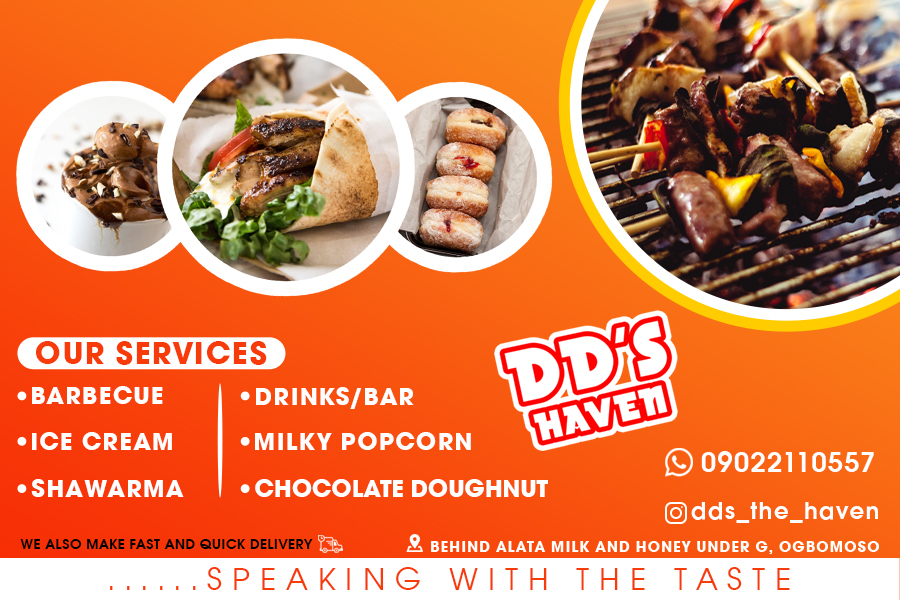 OUR SERVICES
•BARBECUE
•ICE CREAM
•SHAWARMA
•DRINKS/BAR
•MILKY POPCORN
•CHOCOLATE DOUGHNUT
DD'S
HAVEN
09022110557
dds_the_haven
WE ALSO MAKE FAST AND QUICK DELIVERY
BEHIND ALATA MILK AND HONEY UNDER G, OGBOMOSO
......SPEAKING WITH THE TASTE